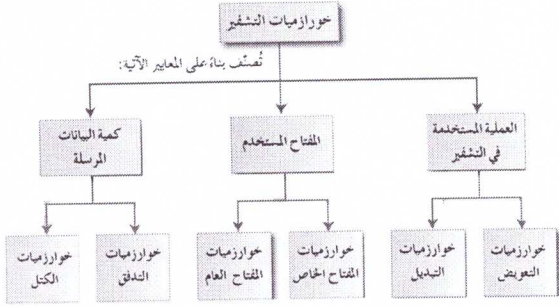 خوارزميات التشفير
تُصنّف بناءً على المعايير الآتية:
العملية المستخدمة
في التشفير
المفتاح المستخدم
كمية البيانات
المرسلة
خوارزميات
التعويض
خوارزميات
التبديل
خوارزميات
المفتاح الخاص
خوارزميات
المفتاح العام
خوارزميات
التدفق
خوارزميات
الكتل